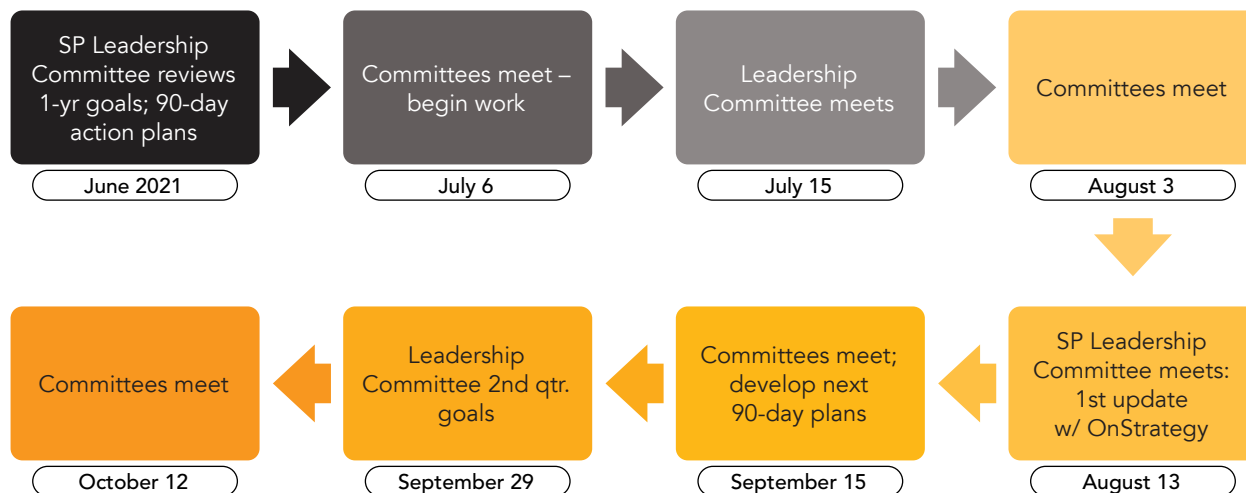 SP Leadership
Committee reviews
1-yr goals; 90-day
action plans
June 2021
Committees meet –
begin work
July 6
Leadership
Committee meets
July 15
Committees meet
August 3
SP Leadership
Committee meets:
1st update
w/ OnStrategy
August 13
Committees meet;
develop next
90-day plans
September 15
Leadership
Committee 2nd qtr.
goals
September 29
Committees meet
October 12